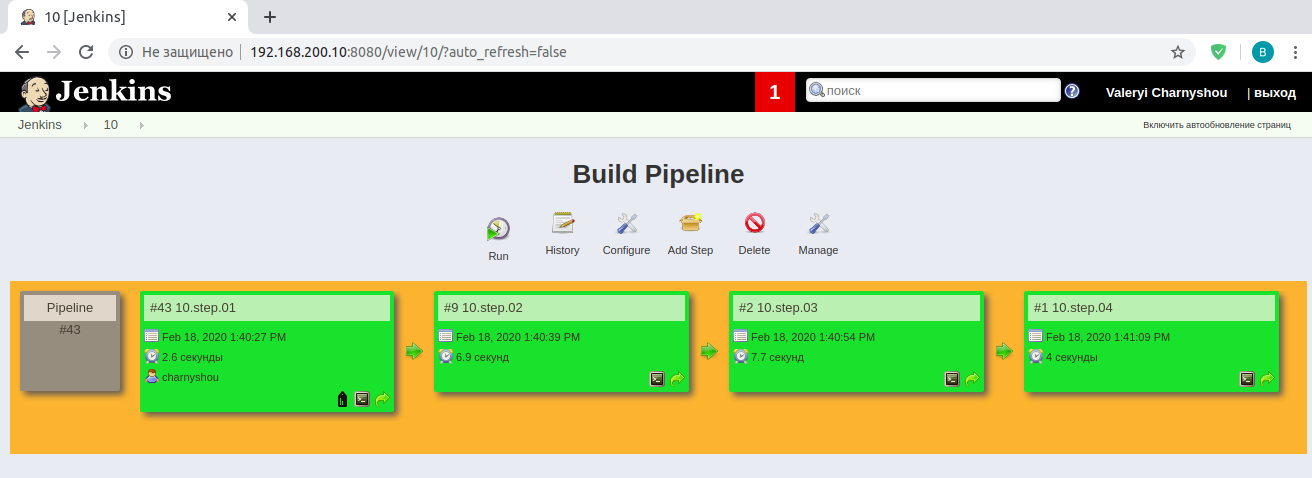 10 [Jenkins]
Не защищено
192.168.200.10:8080/view/10/?auto_refresh=false
B
Jenkins
1
поиск
?
Valeryi Charnyshou
| выход
Jenkins
10
Включить автообновление страниц
Build Pipeline
Run
History
Configure
Add Step
Delete
Manage
Pipeline
#43
#43 10.step.01
Feb 18, 2020 1:40:27 PM
2.6 секунды
charnyshou
#9 10.step.02
Feb 18, 2020 1:40:39 PM
6.9 секунд
#2 10.step.03
Feb 18, 2020 1:40:54 PM
7.7 секунд
#1 10.step.04
Feb 18, 2020 1:41:09 PM
4 секунды